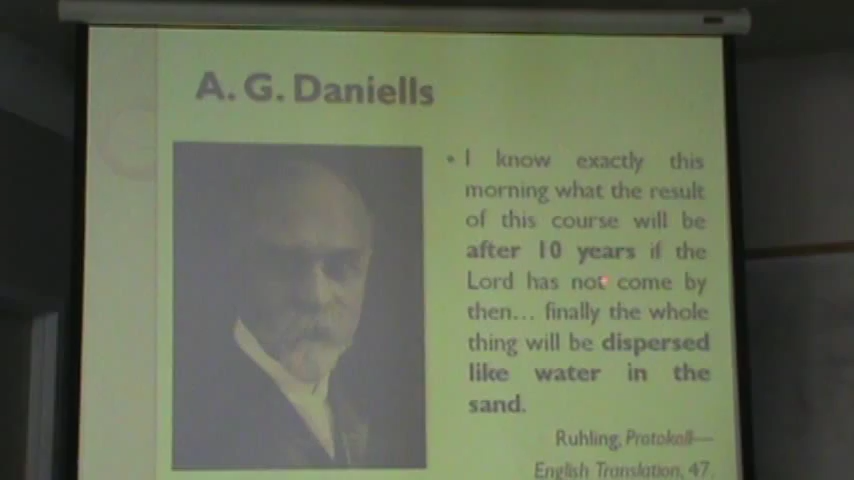 A. G. Daniells
• I know exactly this
morning what the result
of this course will be
after 10 years if the
Lord has not come by
then... finally the whole
thing will be dispersed
like water in the
sand.
Ruhling, Protokoll—
English Translation, 47.